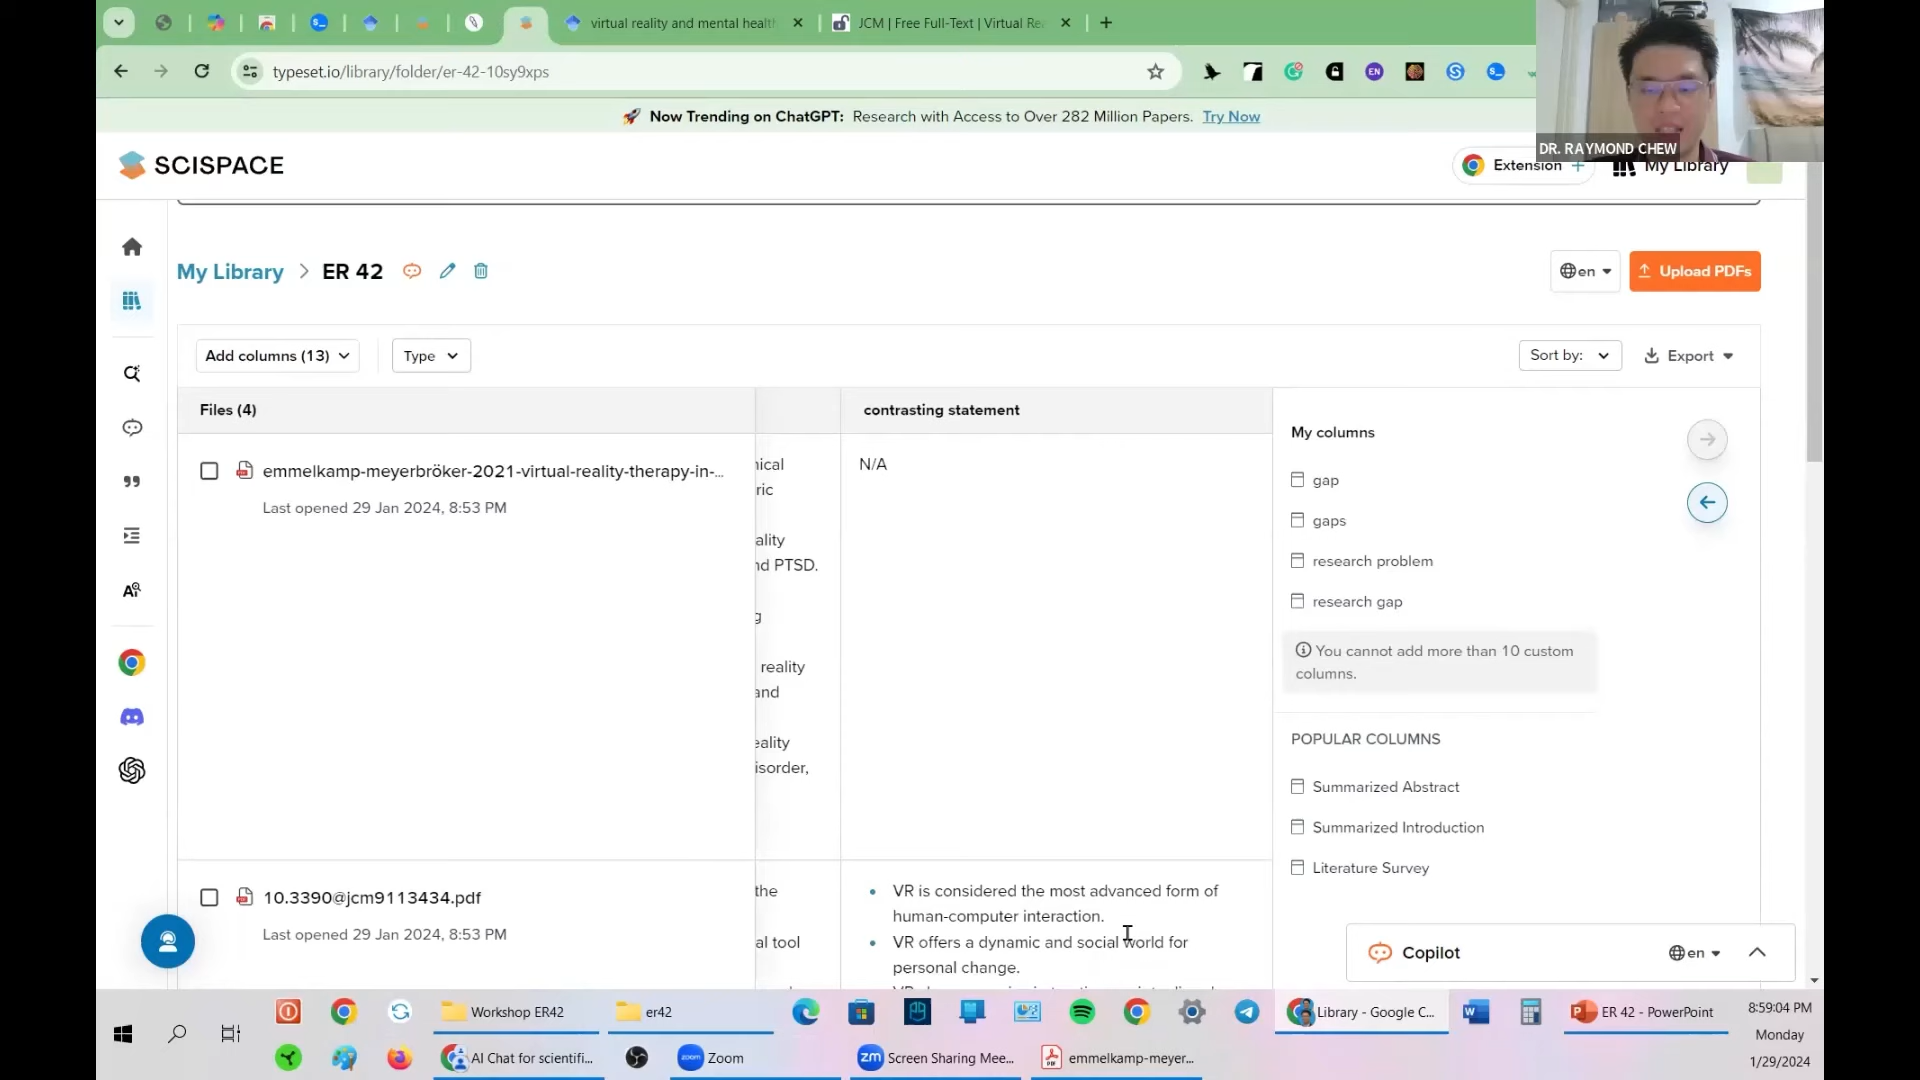 virtual reality and mental healt
JCM | Free Full-Text | Virtual Re
typeset.io/library/folder/er-42-10sy9xps
EN
🚀 Now Trending on ChatGPT: Research with Access to Over 282 Million Papers. Try Now
DR. RAYMOND CHEW
SCISPACE
Extension +
My Library
My Library > ER 42
en
Upload PDFs
Add columns (13)
Type
Sort by:
Export
Files (4)
contrasting statement
My columns
emmelkamp-meyerbröker-2021-virtual-reality-therapy-in-...
Last opened 29 Jan 2024, 8:53 PM
nical
ric
ality
nd PTSD.
g
reality
and
eality
isorder,
N/A
gap
gaps
research problem
research gap
You cannot add more than 10 custom
columns.
POPULAR COLUMNS
Summarized Abstract
Summarized Introduction
Literature Survey
10.3390@jcm9113434.pdf
Last opened 29 Jan 2024, 8:53 PM
the
al tool
• VR is considered the most advanced form of
human-computer interaction.
• VR offers a dynamic and social world for
personal change.
Copilot
en
Workshop ER42
er42
Library - Google C...
ER 42 - PowerPoint
8:59:04 PM
Monday
1/29/2024
AI Chat for scientifi...
zoom
Zoom
zm
Screen Sharing Mee...
emmelkamp-meyer...